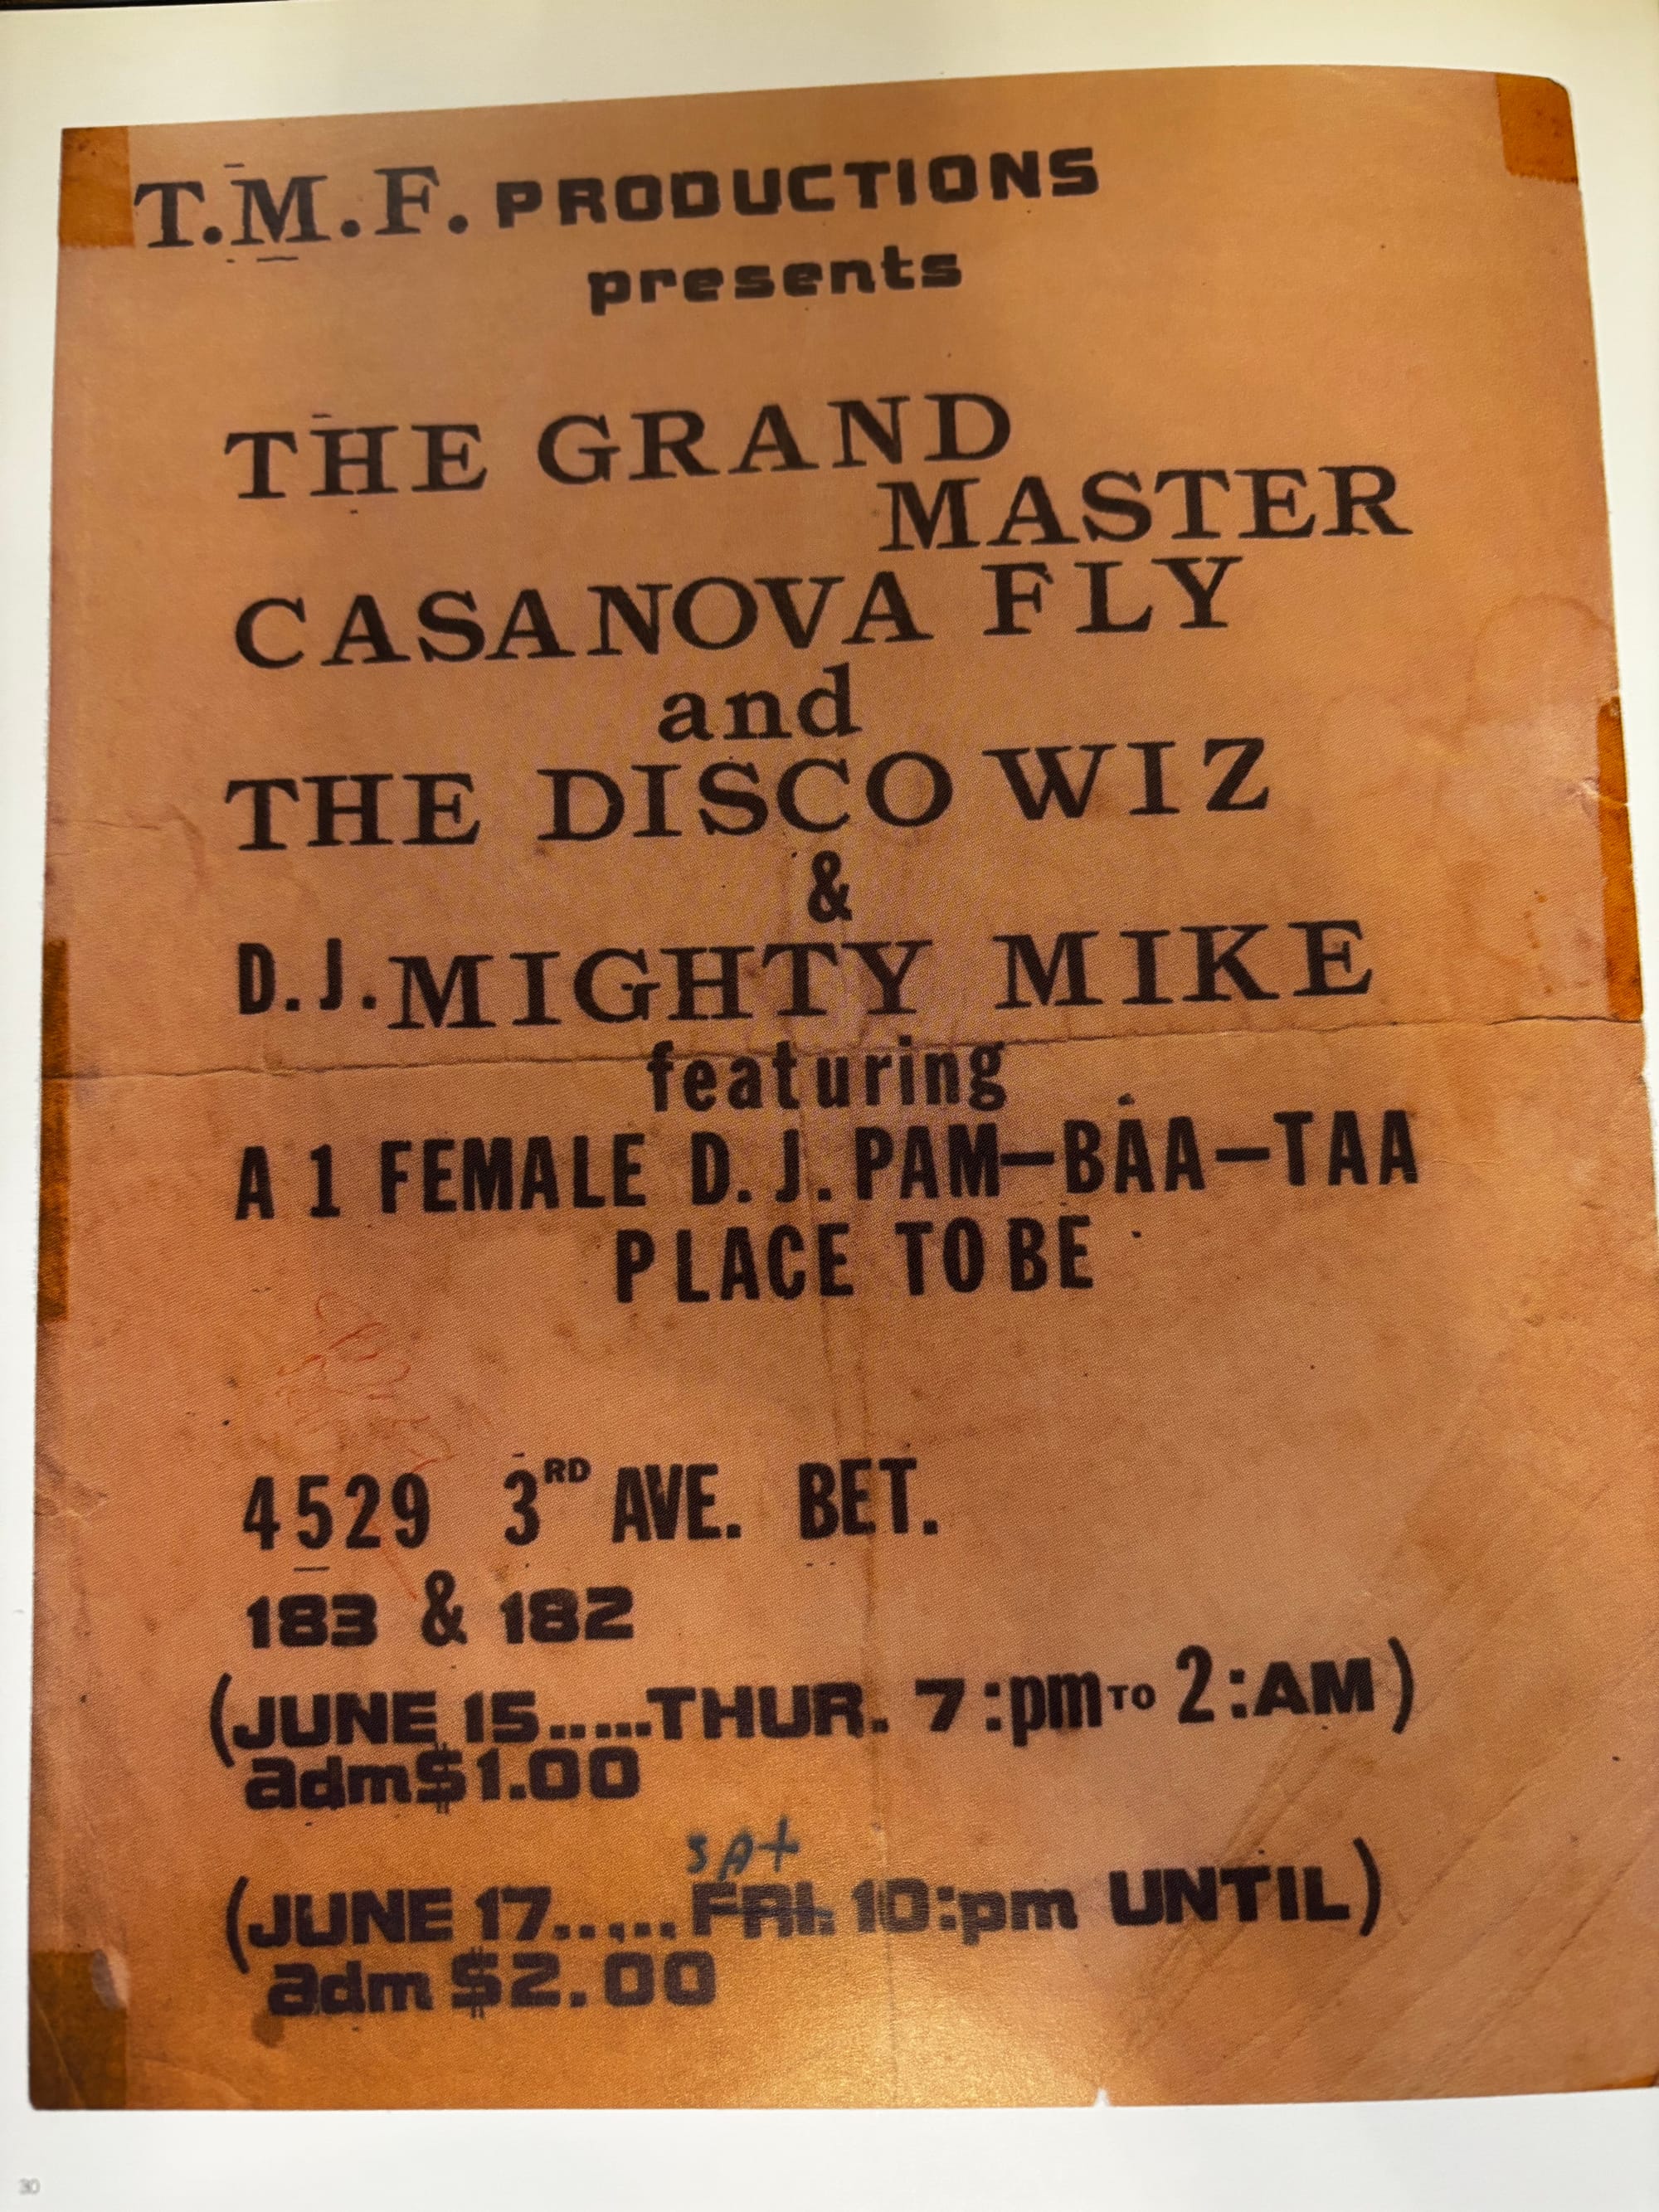 T.M.F. PRODUCTIONS
presents
THE GRAND
MASTER
CASANOVA FLY
and
THE DISCO WIZ
&
D.J. MIGHTY MIKE
featuring
A 1 FEMALE D.J. PAM-BAA-TAA
PLACE TO BE
4529 3RD AVE. BET.
183 & 182
(JUNE 15.....THUR. 7:pm TO 2:AM)
adm$1.00
SAt
(JUNE 17..... FRI. 10:pm UNTIL)
adm $2.00
30